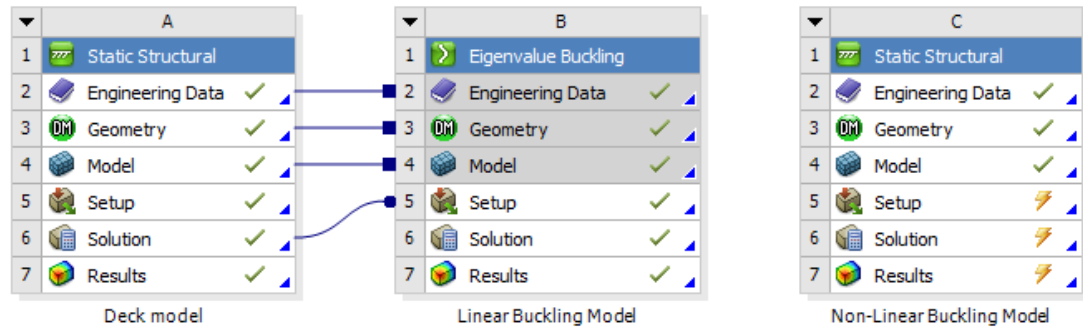 A
1 Static Structural
2 Engineering Data
3 DM Geometry
4 Model
5 Setup
6 Solution
7 Results
Deck model
B
1 Eigenvalue Buckling
2 Engineering Data
3 DM Geometry
4 Model
5 Setup
6 Solution
7 Results
Linear Buckling Model
C
1 Static Structural
2 Engineering Data
3 DM Geometry
4 Model
5 Setup
6 Solution
7 Results
Non-Linear Buckling Model